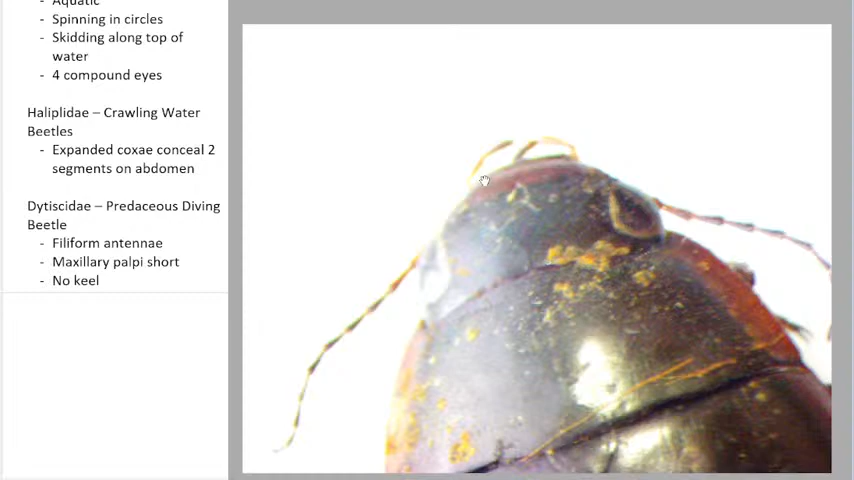 - Aquatic
- Spinning in circles
- Skidding along top of
water
- 4 compound eyes
Haliplidae – Crawling Water
Beetles
- Expanded coxae conceal 2
segments on abdomen
Dytiscidae – Predaceous Diving
Beetle
- Filiform antennae
- Maxillary palpi short
- No keel